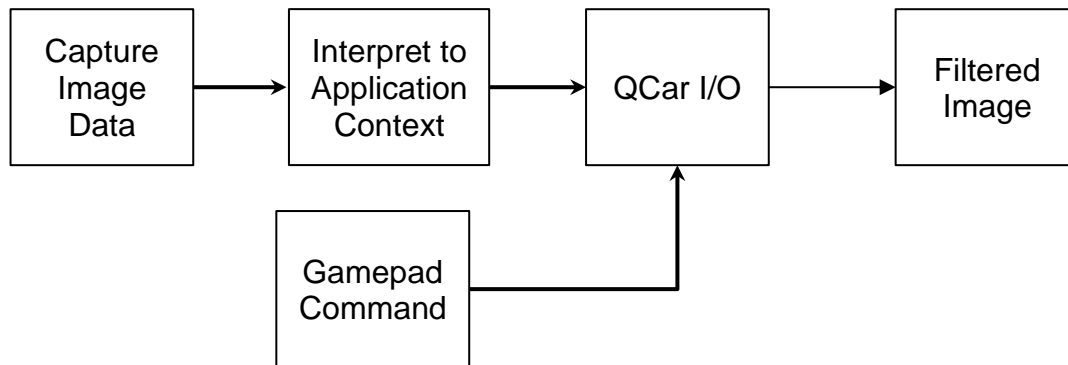 Capture
Image
Data
Interpret to
Application
Context
QCar I/O
Filtered
Image
Gamepad
Command